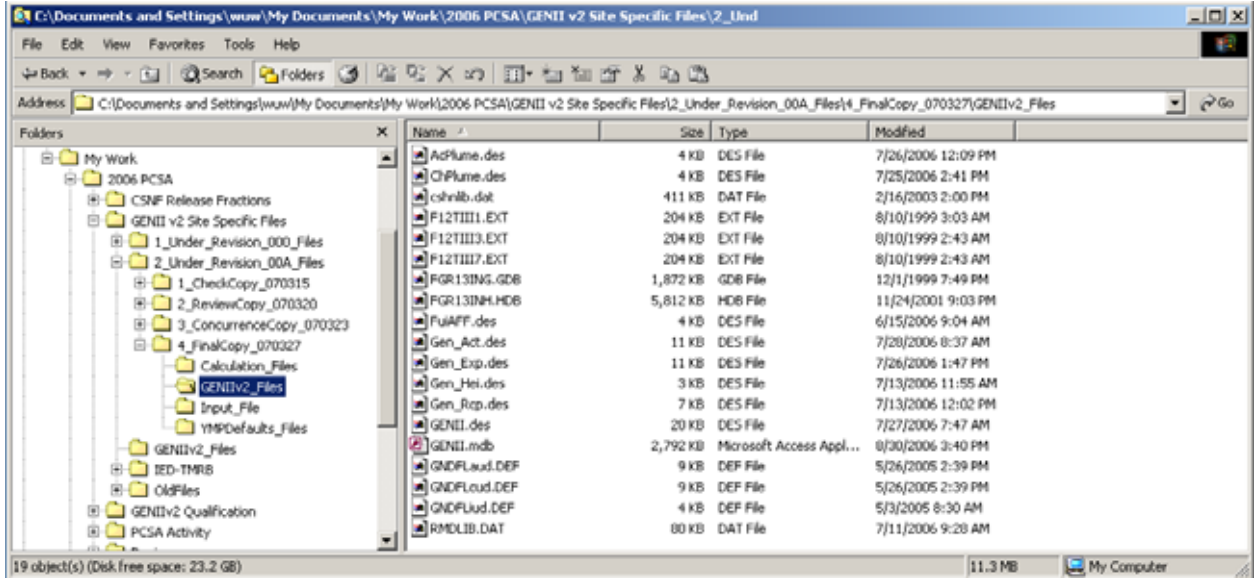 C:\Documents and Settings\wuw\My Documents\My Work\2006 PCSA\GENII v2 Site Specific Files\2_Und
File Edit View Favorites Tools Help
Back Search Folders
Address C:\Documents and Settings\wuw\My Documents\My Work\2006 PCSA\GENII v2 Site Specific Files\2_Under_Revision_00A_Files\4_FinalCopy_070327\GENIIv2_Files Go
Folders
My Work
2006 PCSA
CSNF Release Fractions
GENII v2 Site Specific Files
1_Under_Revision_000_Files
2_Under_Revision_00A_Files
1_CheckCopy_070315
2_ReviewCopy_070320
3_ConcurrenceCopy_070323
4_FinalCopy_070327
Calculation_Files
GENIIv2_Files
Input_File
YMPDefaults_Files
GENIIv2_Files
IED-TMRB
OldFiles
GENIIv2 Qualification
PCSA Activity
Name Size Type Modified
AcPlume.des 4 KB DES File 7/26/2006 12:09 PM
ChPlume.des 4 KB DES File 7/25/2006 2:41 PM
cshnlib.dat 411 KB DAT File 2/16/2003 2:00 PM
F12TIII1.EXT 204 KB EXT File 8/10/1999 3:03 AM
F12TIII3.EXT 204 KB EXT File 8/10/1999 2:43 AM
F12TIII7.EXT 204 KB EXT File 8/10/1999 2:43 AM
FGR13ING.GDB 1,872 KB GDB File 12/1/1999 7:49 PM
FGR13INH.HDB 5,812 KB HDB File 11/24/2001 9:03 PM
FuiAFF.des 4 KB DES File 6/15/2006 9:04 AM
Gen_Act.des 11 KB DES File 7/28/2006 8:37 AM
Gen_Exp.des 11 KB DES File 7/26/2006 1:47 PM
Gen_Hei.des 3 KB DES File 7/13/2006 11:55 AM
Gen_Rcp.des 7 KB DES File 7/13/2006 12:02 PM
GENII.des 20 KB DES File 7/27/2006 7:47 AM
GENII.mdb 2,792 KB Microsoft Access Appl... 8/30/2006 3:40 PM
GNDFLaud.DEF 9 KB DEF File 5/26/2005 2:39 PM
GNDFLcud.DEF 9 KB DEF File 5/26/2005 2:39 PM
GNDFLiud.DEF 4 KB DEF File 5/3/2005 8:30 AM
RMDLIB.DAT 80 KB DAT File 7/11/2006 9:28 AM
19 object(s) (Disk free space: 23.2 GB) 11.3 MB My Computer